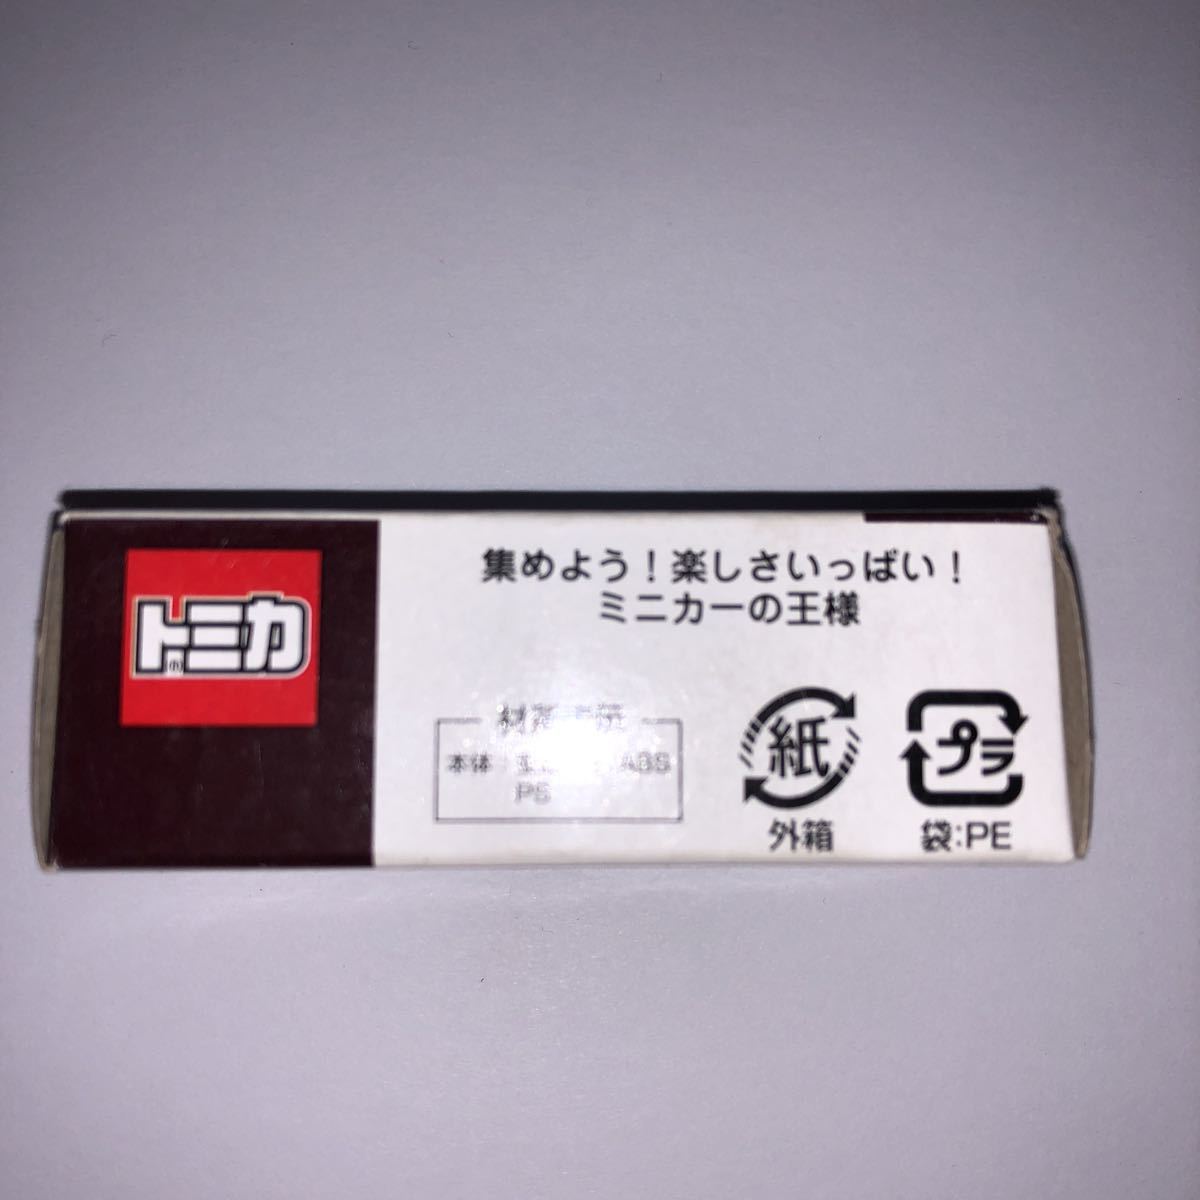 トミカ
®
集めよう!楽しさいっぱい!
ミニカーの王様
本体 ABS
PS
紙
外箱
プラ
袋:PE